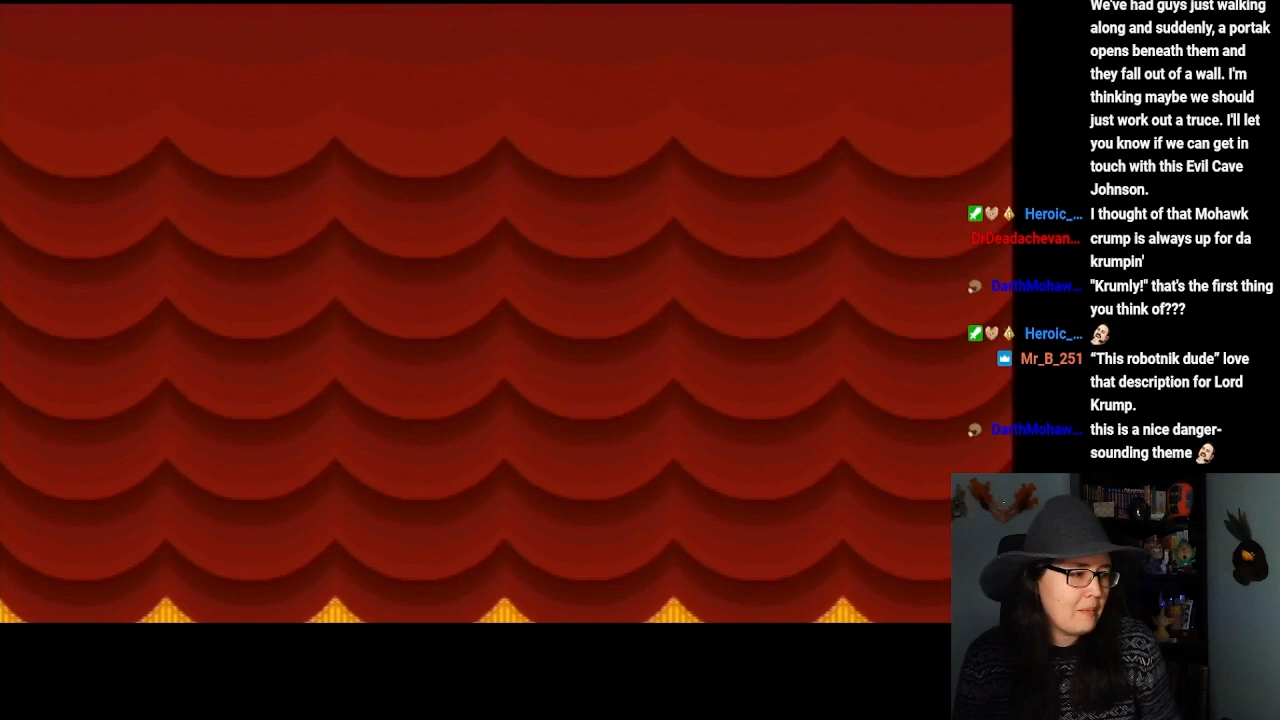 We've had guys just walking
along and suddenly, a portak
opens beneath them and
they fall out of a wall. I'm
thinking maybe we should
just work out a truce. I'll let
you know if we can get in
touch with this Evil Cave
Johnson.
Heroic_... I thought of that Mohawk
DrDeadachevan... crump is always up for da
krumpin'
DarthMohaw... "Krumly!" that's the first thing
you think of???
Heroic_...
Mr_B_251 “This robotnik dude” love
that description for Lord
Krump.
DarthMohaw... this is a nice danger-
sounding theme